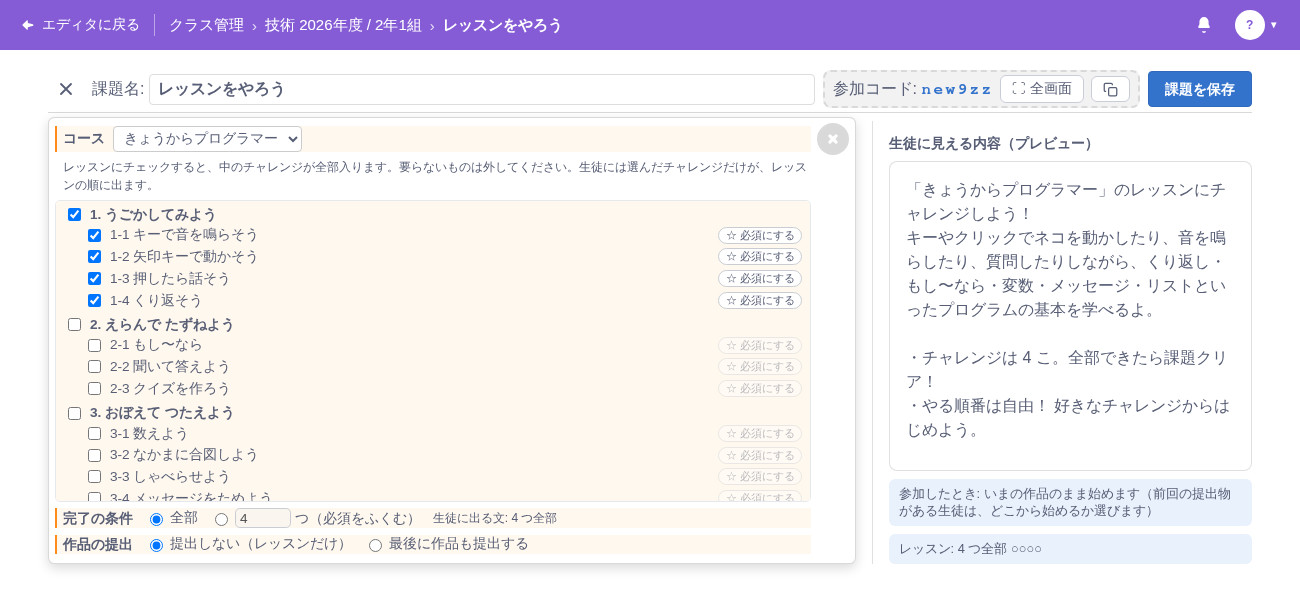 エディタに戻る
クラス管理 › 技術 2026年度 / 2年1組 › レッスンをやろう
?
課題名: レッスンをやろう
参加コード: new9zz
全画面
課題を保存
コース きょうからプログラマー
レッスンにチェックすると、中のチャレンジが全部入ります。要らないものは外してください。生徒には選んだチャレンジだけが、レッス
ンの順に出ます。
1. うごかしてみよう
1-1 キーで音を鳴らそう ☆ 必須にする
1-2 矢印キーで動かそう ☆ 必須にする
1-3 押したら話そう ☆ 必須にする
1-4 くり返そう ☆ 必須にする
2. えらんで たずねよう
2-1 もし〜なら ☆ 必須にする
2-2 聞いて答えよう ☆ 必須にする
2-3 クイズを作ろう ☆ 必須にする
3. おぼえて つたえよう
3-1 数えよう ☆ 必須にする
3-2 なかまに合図しよう ☆ 必須にする
3-3 しゃべらせよう ☆ 必須にする
3-4 メッセージをためよう ☆ 必須にする
完了の条件 全部 4 つ（必須をふくむ） 生徒に出る文: 4 つ全部
作品の提出 提出しない（レッスンだけ） 最後に作品も提出する
生徒に見える内容（プレビュー）
「きょうからプログラマー」のレッスンにチ
ャレンジしよう！
キーやクリックでネコを動かしたり、音を鳴
らしたり、質問したりしながら、くり返し・
もし〜なら・変数・メッセージ・リストとい
ったプログラムの基本を学べるよ。
・チャレンジは 4 こ。全部できたら課題クリ
ア！
・やる順番は自由！ 好きなチャレンジからは
じめよう。
参加したとき: いまの作品のまま始めます（前回の提出物
がある生徒は、どこから始めるか選びます）
レッスン: 4 つ全部 ○○○○